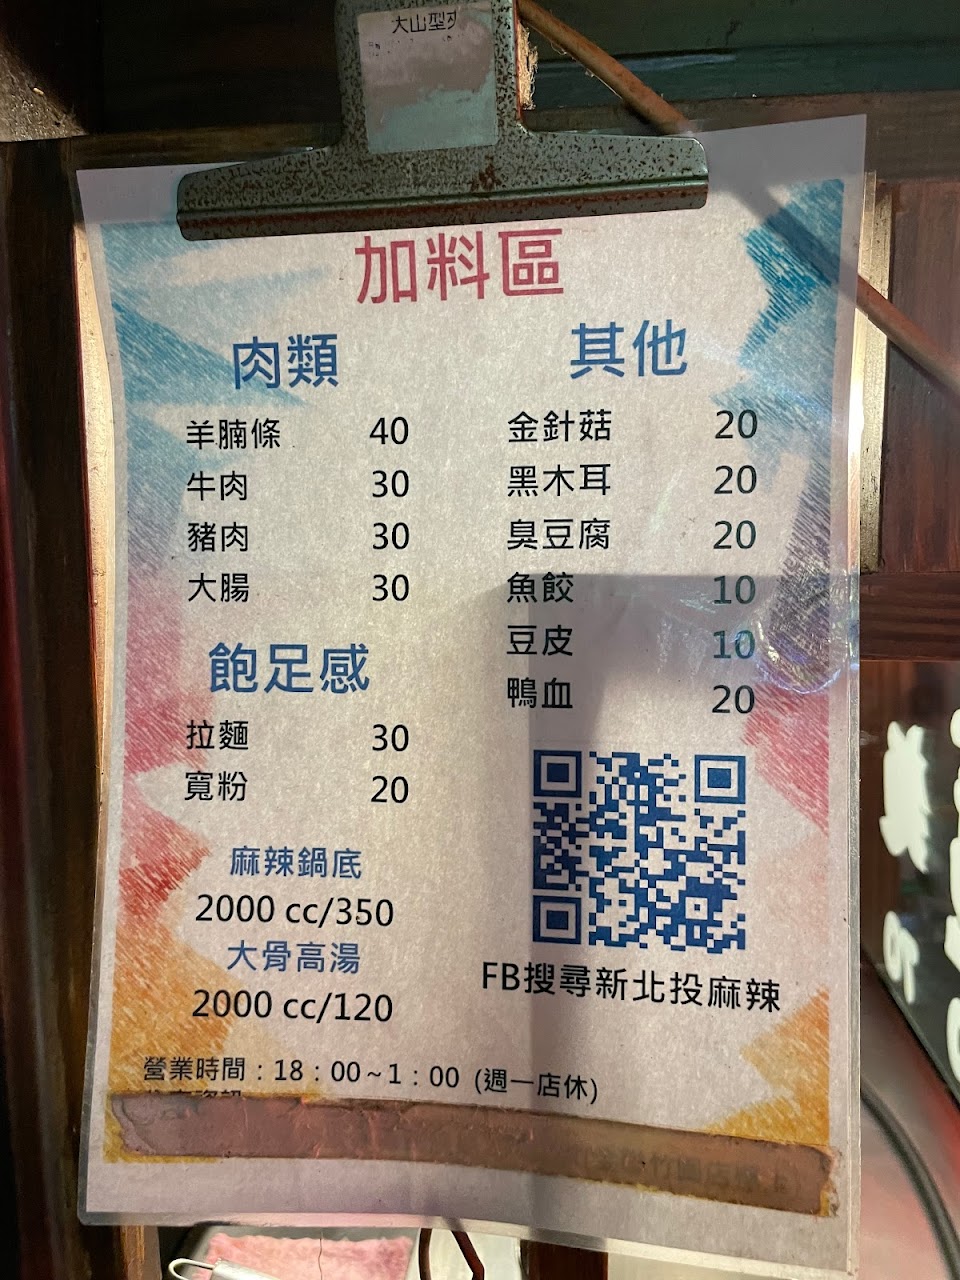 大山型夾
加料區
肉類
羊腩條 40
牛肉 30
豬肉 30
大腸 30
飽足感
拉麵 30
寬粉 20
麻辣鍋底
2000 cc/350
大骨高湯
2000 cc/120
其他
金針菇 20
黑木耳 20
臭豆腐 20
魚餃 10
豆皮 10
鴨血 20
FB搜尋新北投麻辣
營業時間：18：00～1：00 (週一店休)